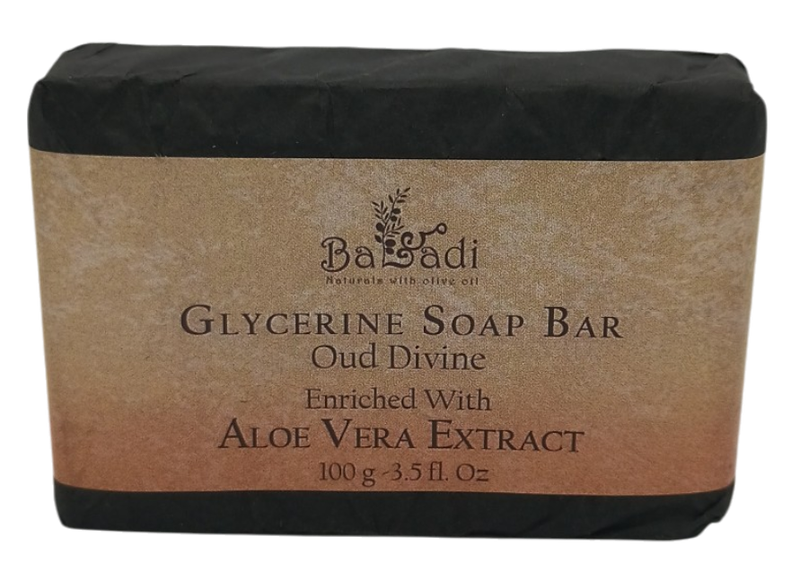 Baladi
Naturals with olive oil
GLYCERINE SOAP BAR
Oud Divine
Enriched With
ALOE VERA EXTRACT
100 g -3.5 fl. Oz